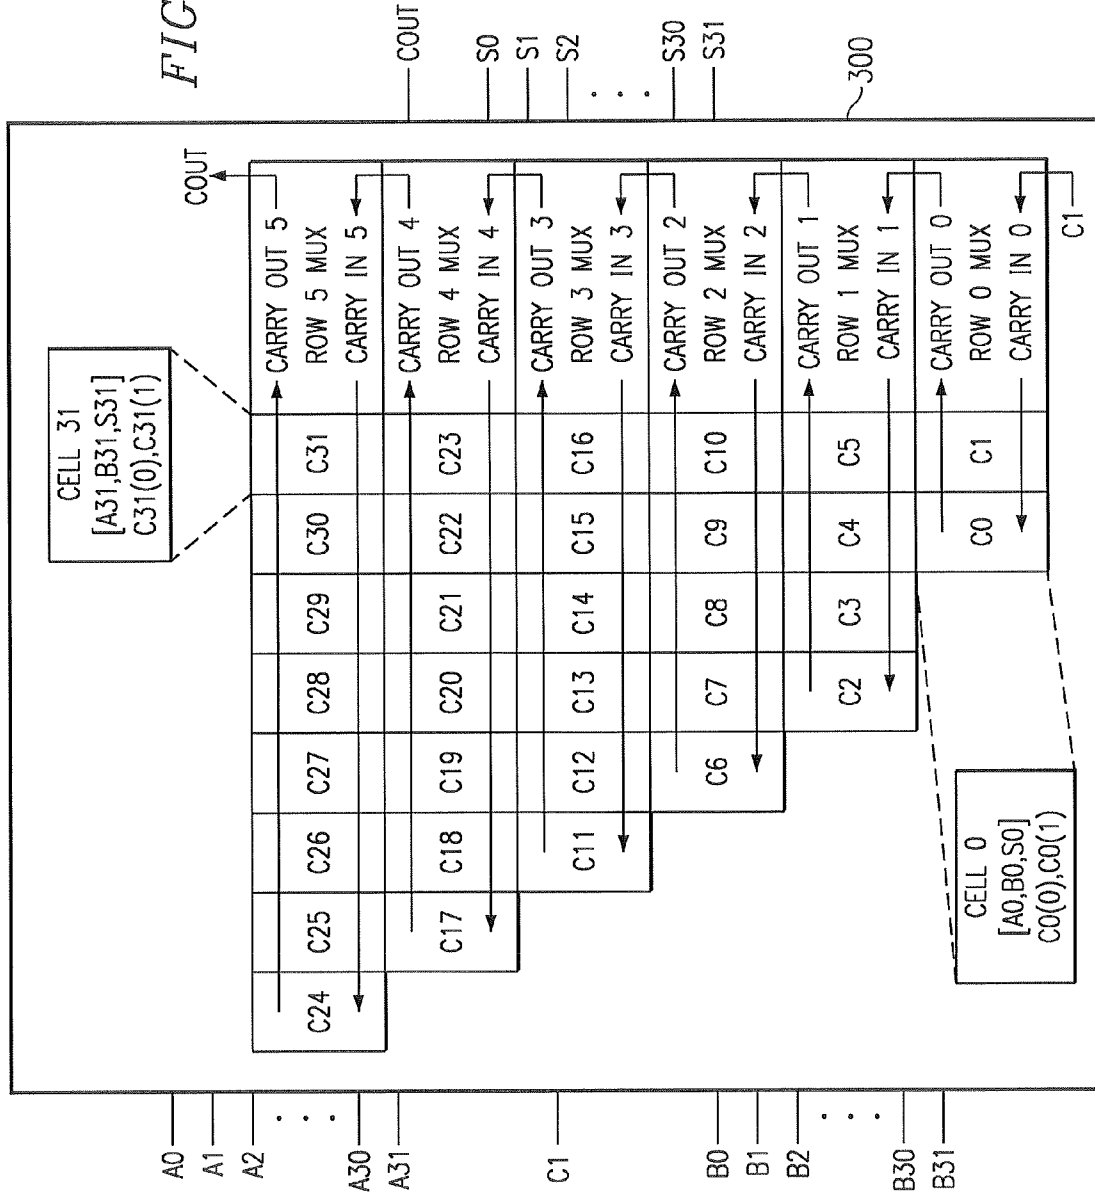 FIG
CELL 31
[A31,B31,S31]
C31(0),C31(1)
COUT
C24 C25 C26 C27 C28 C29 C30 C31
CARRY OUT 5
ROW 5 MUX
CARRY IN 5
C17 C18 C19 C20 C21 C22 C23
CARRY OUT 4
ROW 4 MUX
CARRY IN 4
C11 C12 C13 C14 C15 C16
CARRY OUT 3
ROW 3 MUX
CARRY IN 3
C6 C7 C8 C9 C10
CARRY OUT 2
ROW 2 MUX
CARRY IN 2
C2 C3 C4 C5
CARRY OUT 1
ROW 1 MUX
CARRY IN 1
C0 C1
CARRY OUT 0
ROW 0 MUX
CARRY IN 0
C1
CELL 0
[A0,B0,S0]
C0(0),C0(1)
A0
A1
A2
A30
A31
C1
B0
B1
B2
B30
B31
COUT
S0
S1
S2
S30
S31
300